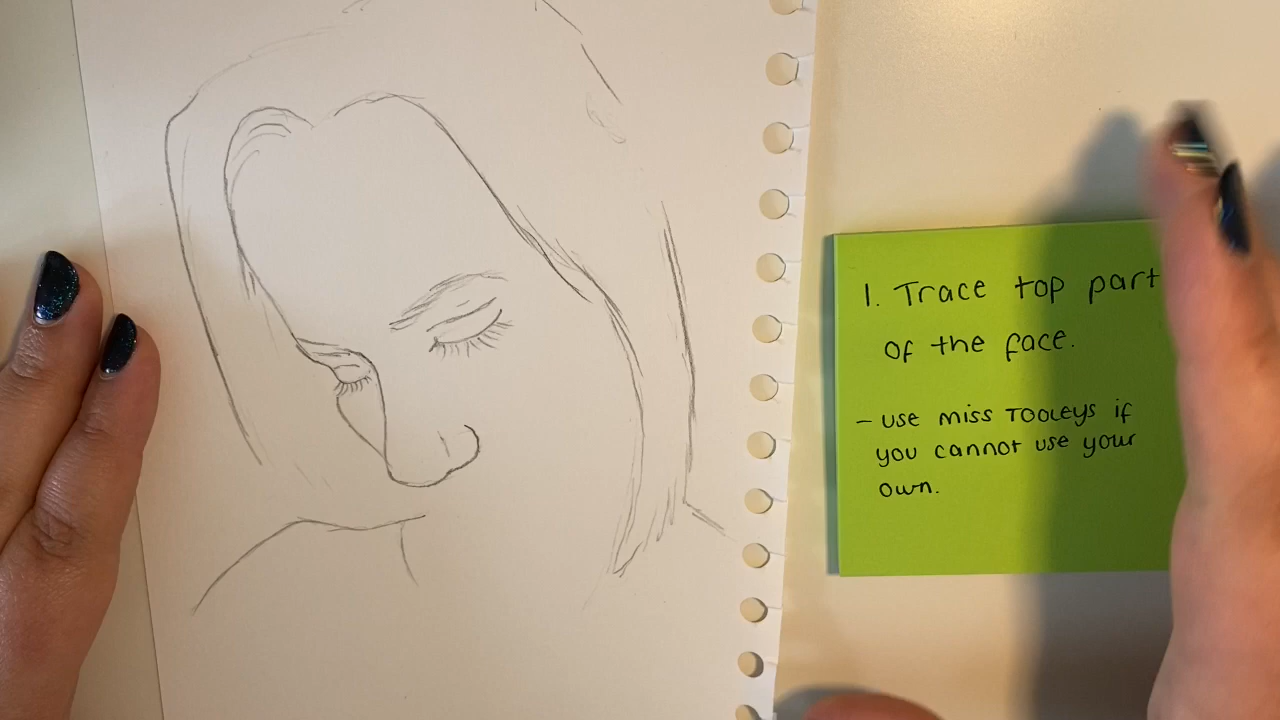 1. Trace top part
of the face.
- use miss Tooleys if
you cannot use your
own.